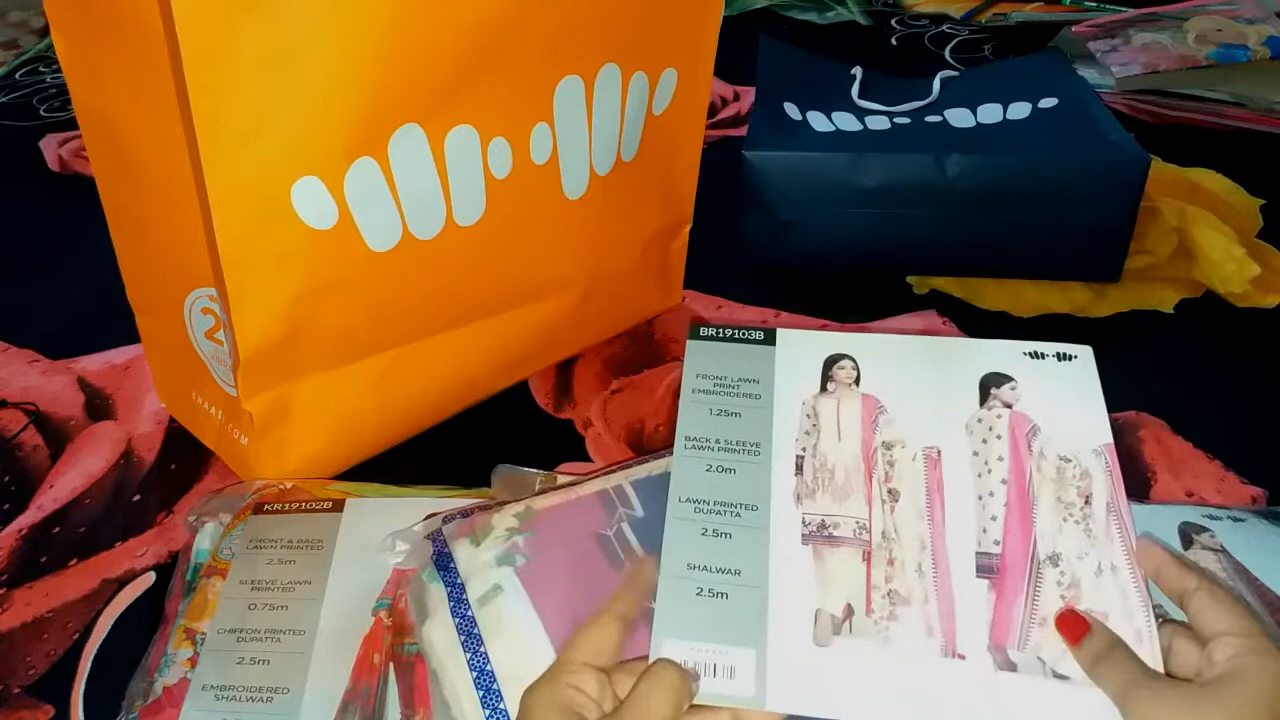 2
KHAADI.COM
BR19103B
FRONT LAWN
PRINT
EMBROIDERED
1.25m
BACK & SLEEVE
LAWN PRINTED
2.0m
LAWN PRINTED
DUPATTA
2.5m
SHALWAR
2.5m
KR19102B
FRONT & BACK
LAWN PRINTED
2.5m
SLEEVE LAWN
PRINTED
0.75m
CHIFFON PRINTED
DUPATTA
2.5m
EMBROIDERED
SHALWAR